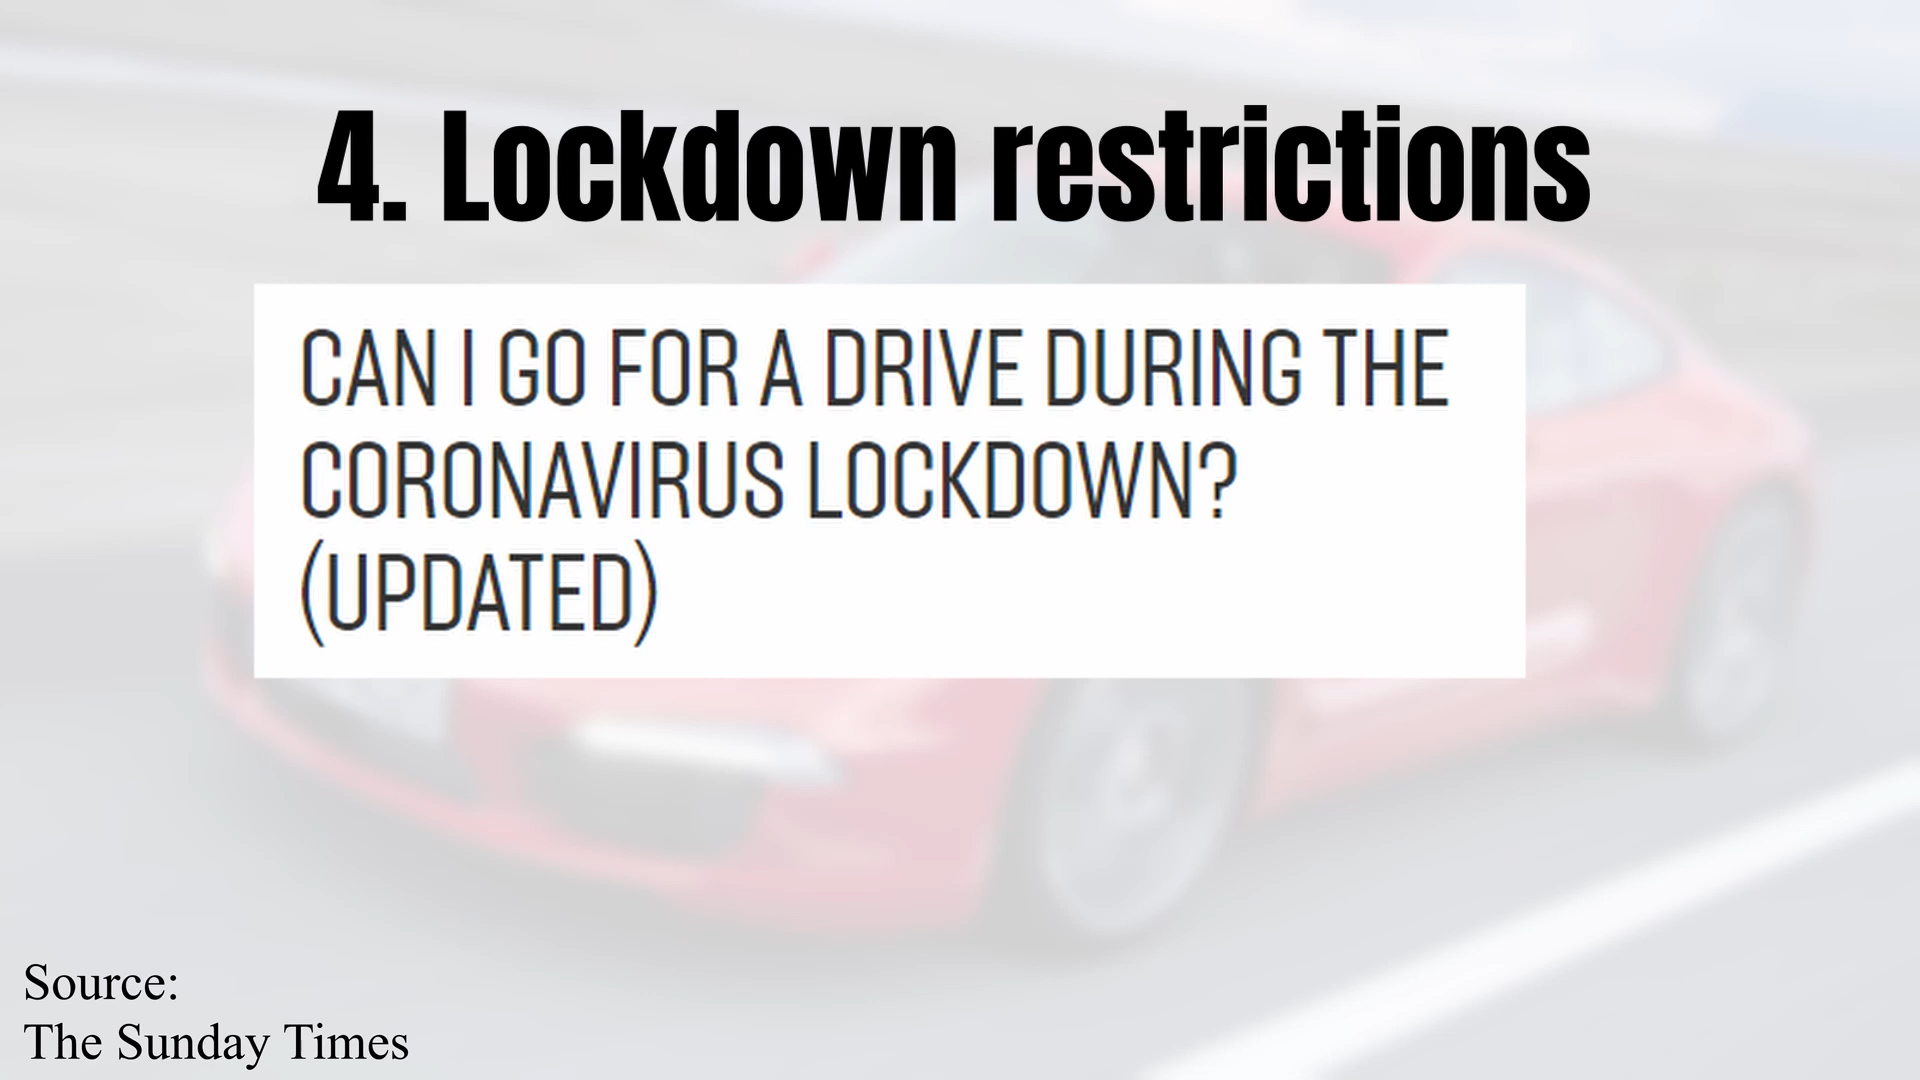 4. Lockdown restrictions
CAN I GO FOR A DRIVE DURING THE
CORONAVIRUS LOCKDOWN?
(UPDATED)
Source:
The Sunday Times